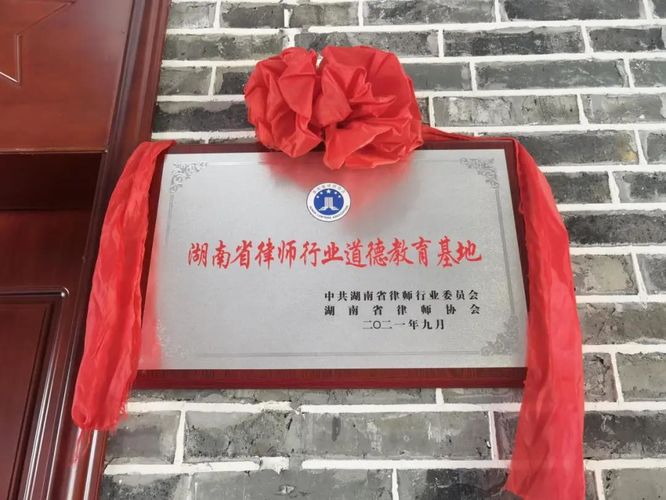 湖南省律师行业道德教育基地
中共湖南省律师行业委员会
湖南省律师协会
二〇二一年九月